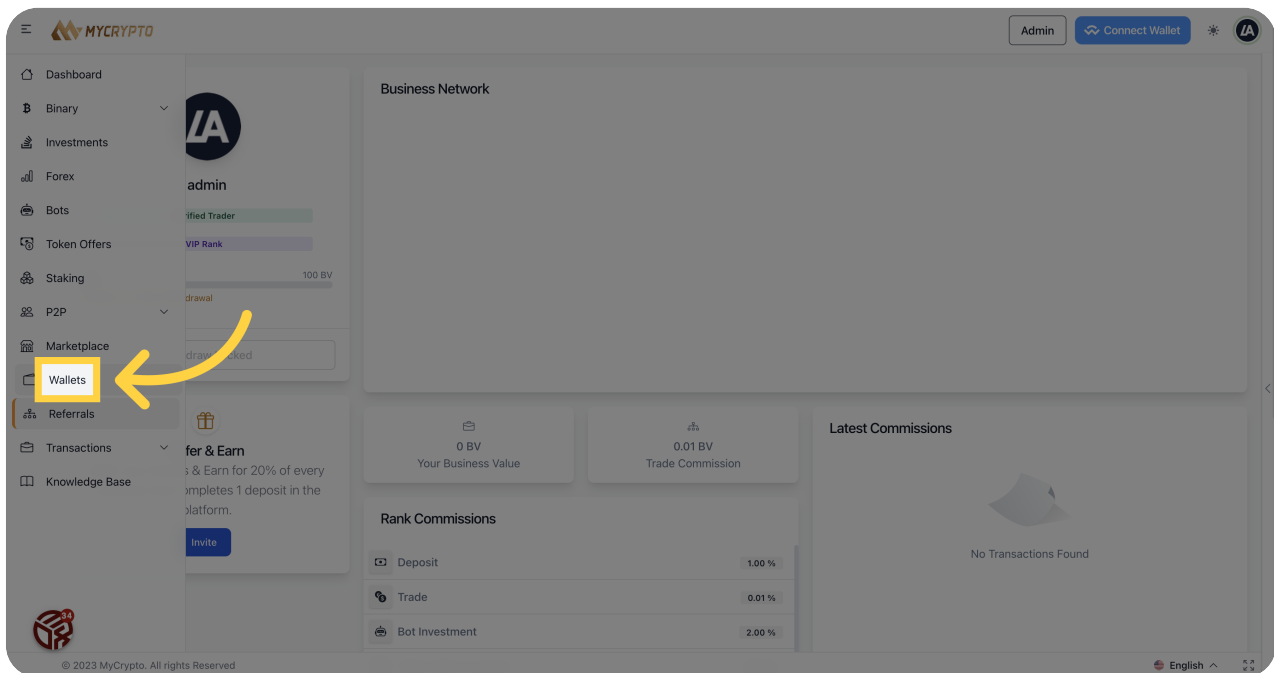 MYCRYPTO
Admin
Connect Wallet
Dashboard
Binary
Investments
Forex
Bots
Token Offers
Staking
P2P
Marketplace
Wallets
Referrals
Transactions
Knowledge Base
34
LA
admin
rified Trader
VIP Rank
100 BV
drawal
fer & Earn
s & Earn for 20% of every
ompletes 1 deposit in the
platform.
Invite
Business Network
0 BV
Your Business Value
0.01 BV
Trade Commission
Rank Commissions
Deposit 1.00 %
Trade 0.01 %
Bot Investment 2.00 %
Latest Commissions
No Transactions Found
© 2023 MyCrypto. All rights Reserved
English